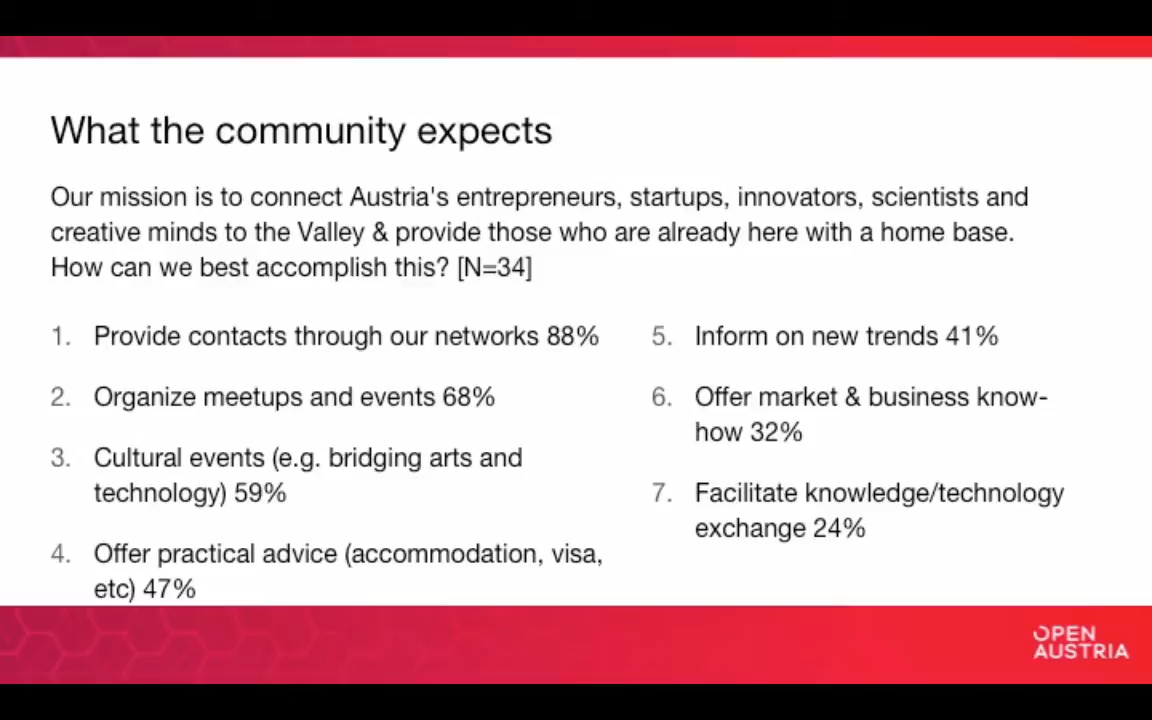 What the community expects
Our mission is to connect Austria's entrepreneurs, startups, innovators, scientists and
creative minds to the Valley & provide those who are already here with a home base.
How can we best accomplish this? [N=34]
1. Provide contacts through our networks 88%
2. Organize meetups and events 68%
3. Cultural events (e.g. bridging arts and
technology) 59%
4. Offer practical advice (accommodation, visa,
etc) 47%
5. Inform on new trends 41%
6. Offer market & business know-
how 32%
7. Facilitate knowledge/technology
exchange 24%
OPEN
AUSTRIA